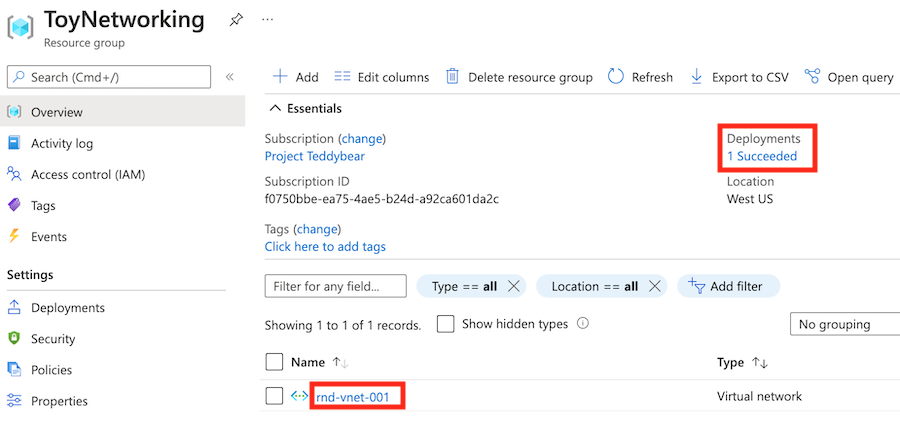 ToyNetworking
Resource group
Search (Cmd+/)
Overview
Activity log
Access control (IAM)
Tags
Events
Settings
Deployments
Security
Policies
Properties
Add Edit columns Delete resource group Refresh Export to CSV Open query
Essentials
Subscription (change)
Project Teddybear
Subscription ID
f0750bbe-ea75-4ae5-b24d-a92ca601da2c
Tags (change)
Click here to add tags
Deployments
1 Succeeded
Location
West US
Filter for any field... Type == all Location == all Add filter
Showing 1 to 1 of 1 records. Show hidden types No grouping
Name Type
rnd-vnet-001 Virtual network